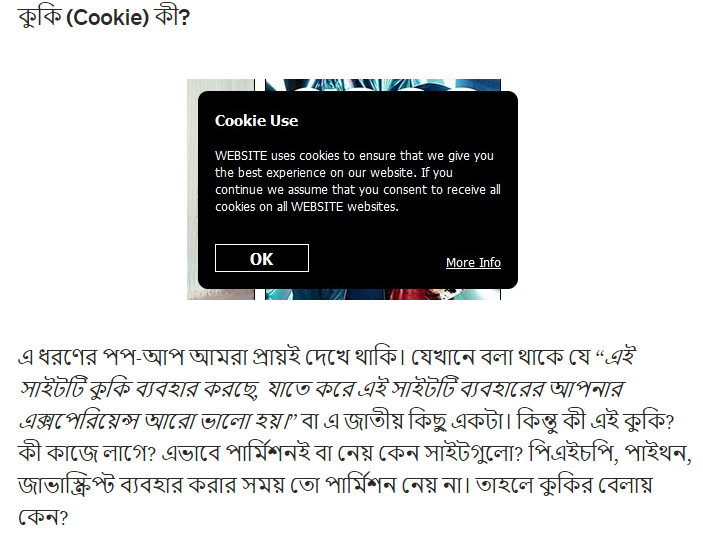 কুকি (Cookie) কী?
Cookie Use
WEBSITE uses cookies to ensure that we give you
the best experience on our website. If you
continue we assume that you consent to receive all
cookies on all WEBSITE websites.
OK
More Info
এ ধরণের পপ-আপ আমরা প্রায়ই দেখে থাকি। যেখানে বলা থাকে যে “এই
সাইটটি কুকি ব্যবহার করছে, যাতে করে এই সাইটটি ব্যবহারের আপনার
এক্সপেরিয়েন্স আরো ভালো হয়।” বা এ জাতীয় কিছু একটা। কিন্তু কী এই কুকি?
কী কাজে লাগে? এভাবে পার্মিশনই বা নেয় কেন সাইটগুলো? পিএইচপি, পাইথন,
জাভাস্ক্রিপ্ট ব্যবহার করার সময় তো পার্মিশন নেয় না। তাহলে কুকির বেলায়
কেন?